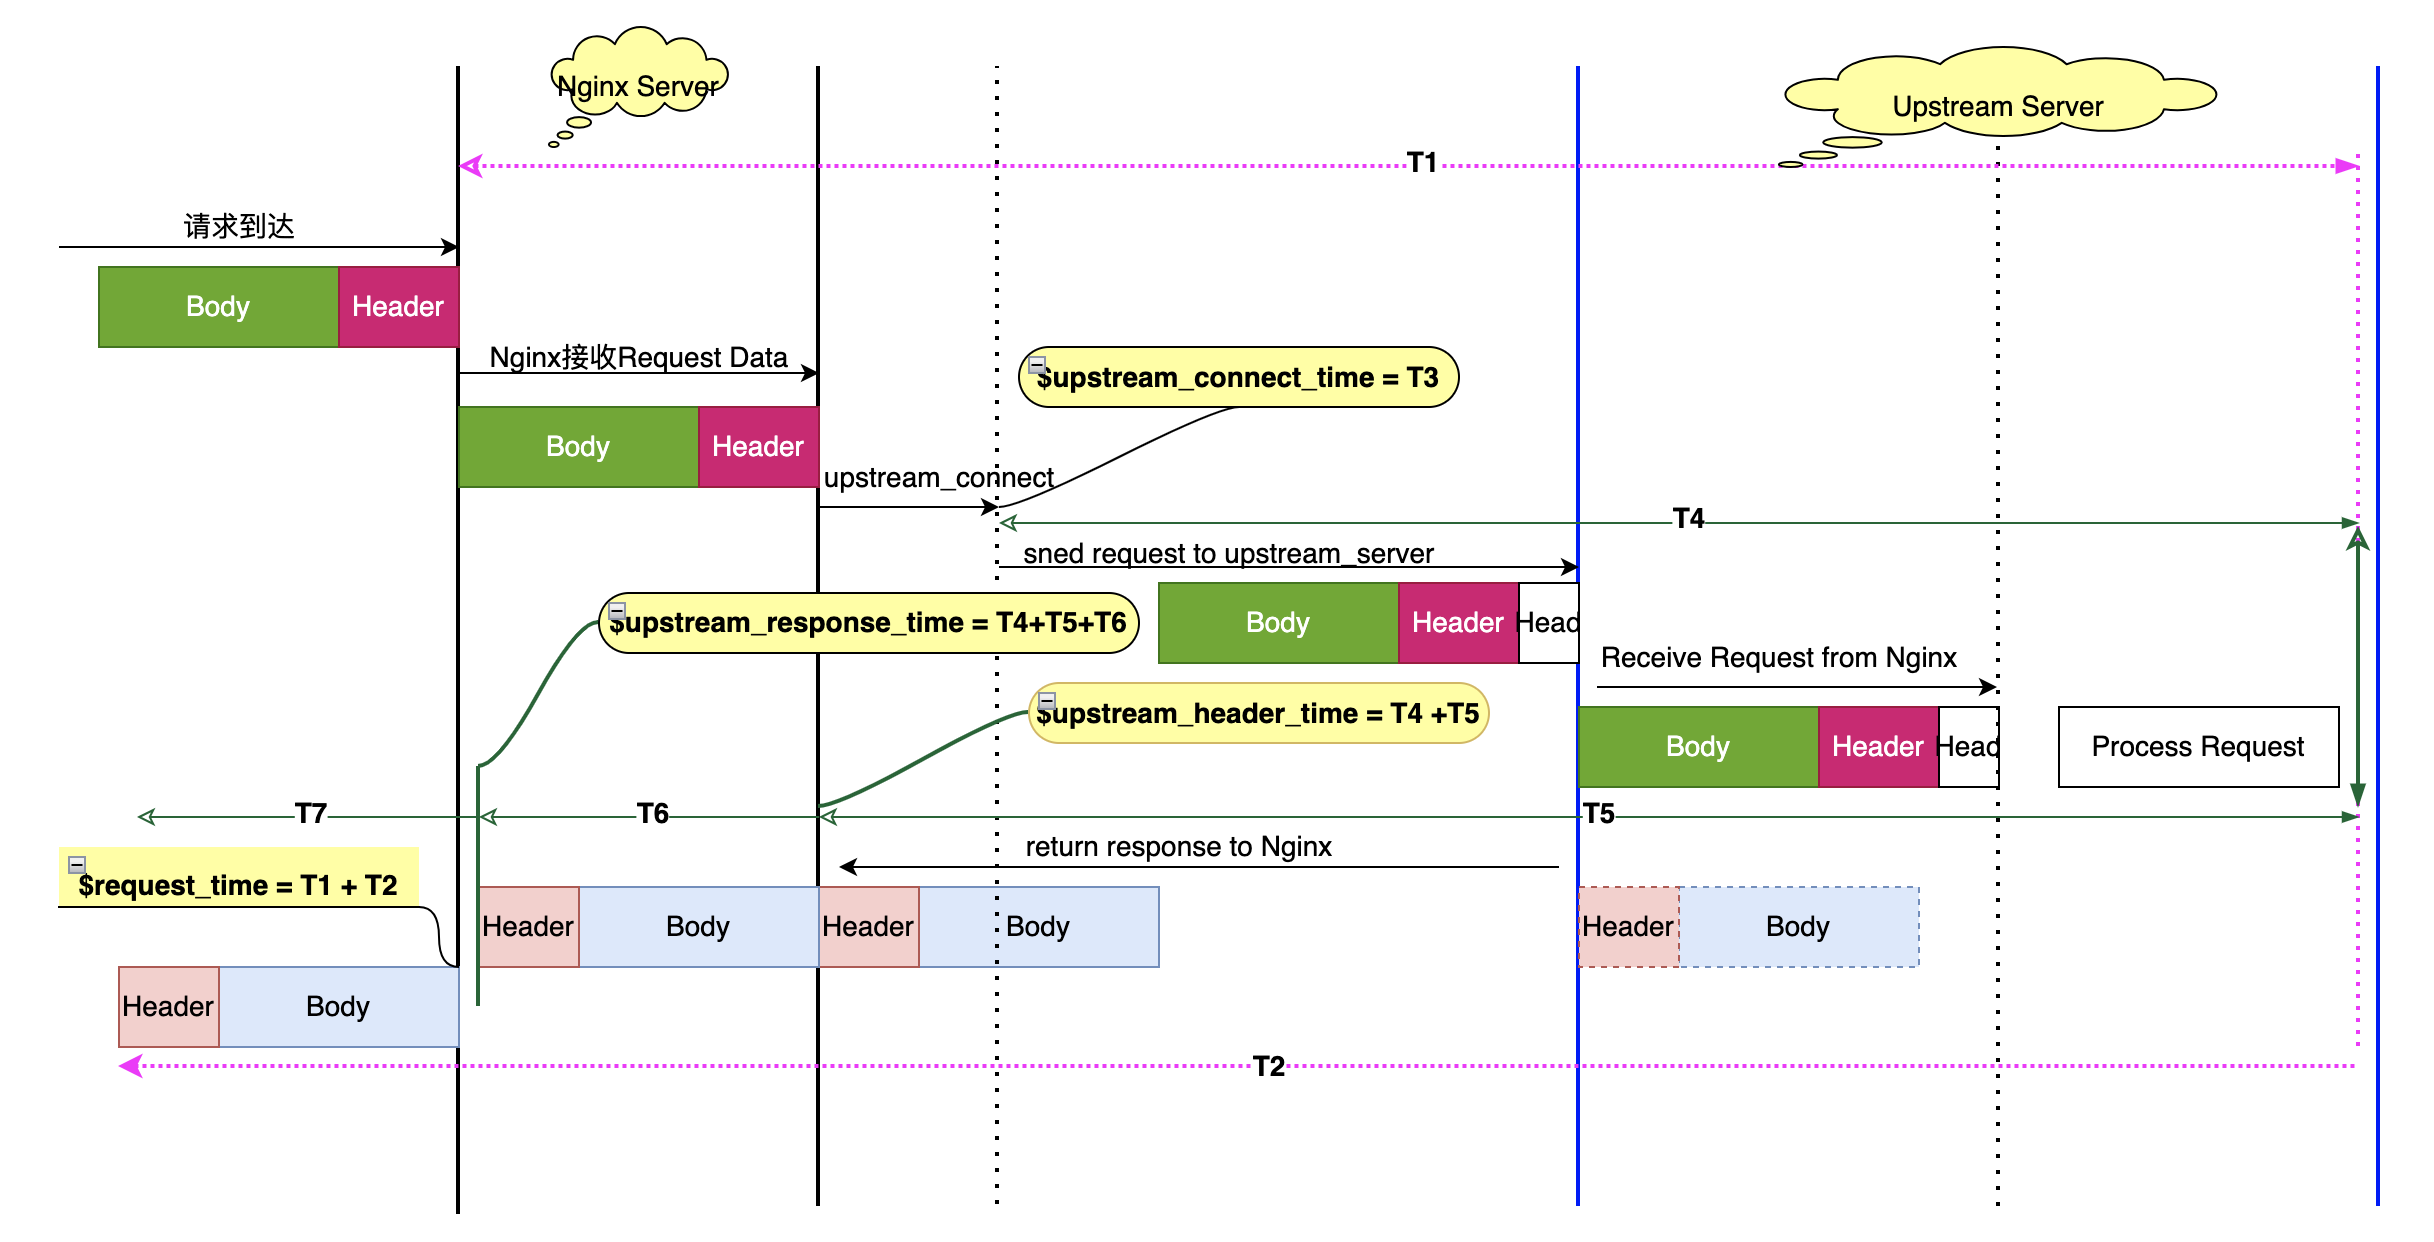 Nginx Server
Upstream Server
T1
请求到达
Body
Header
Nginx接收Request Data
$upstream_connect_time = T3
Body
Header
upstream_connect
T4
sned request to upstream_server
$upstream_response_time = T4+T5+T6
Body
Header
Head
Receive Request from Nginx
$upstream_header_time = T4 +T5
Body
Header
Head
Process Request
T7
T6
T5
return response to Nginx
$request_time = T1 + T2
Header
Body
Header
Body
Header
Body
Header
Body
T2